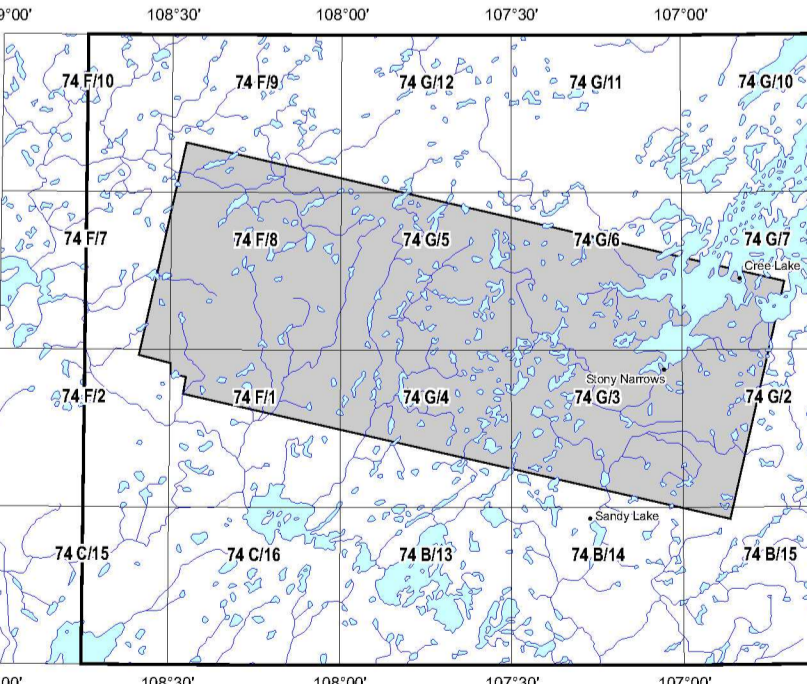 9°00' 108°30' 108°00' 107°30' 107°00'
74 F/10 74 F/9 74 G/12 74 G/11 74 G/10
74 F/7 74 F/8 74 G/5 74 G/6 74 G/7
Cree Lake
Stony Narrows
74 F/2 74 F/1 74 G/4 74 G/3 74 G/2
Sandy Lake
74 C/15 74 C/16 74 B/13 74 B/14 74 B/15
00' 108°30' 108°00' 107°30' 107°00'